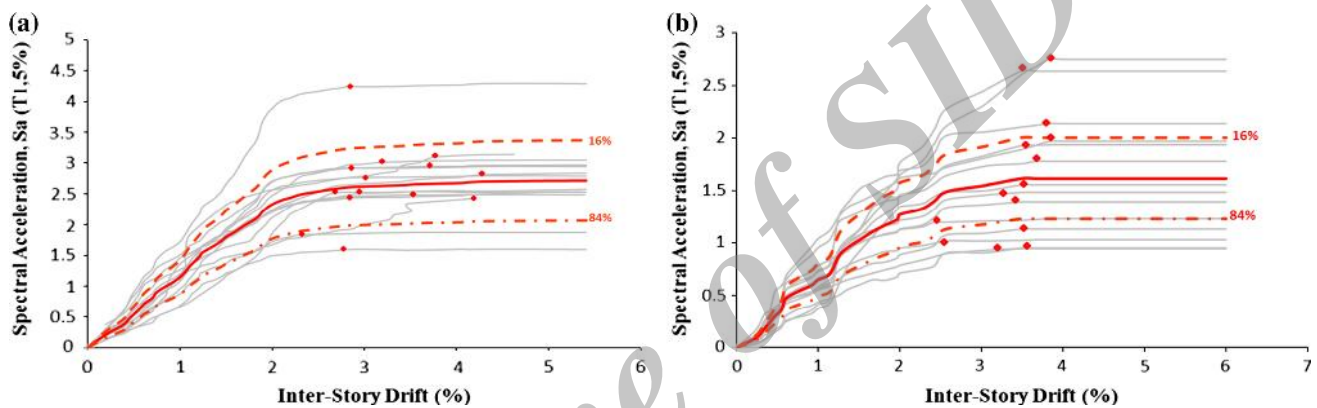 (a)
Spectral Acceleration, Sa (T1,5%)
5
4.5
4
3.5
3
2.5
2
1.5
1
0.5
0
16%
84%
0 1 2 3 4 5 6
Inter-Story Drift (%)
(b)
Spectral Acceleration, Sa (T1,5%)
3
2.5
2
1.5
1
0.5
0
16%
84%
0 1 2 3 4 5 6 7
Inter-Story Drift (%)
e of SID